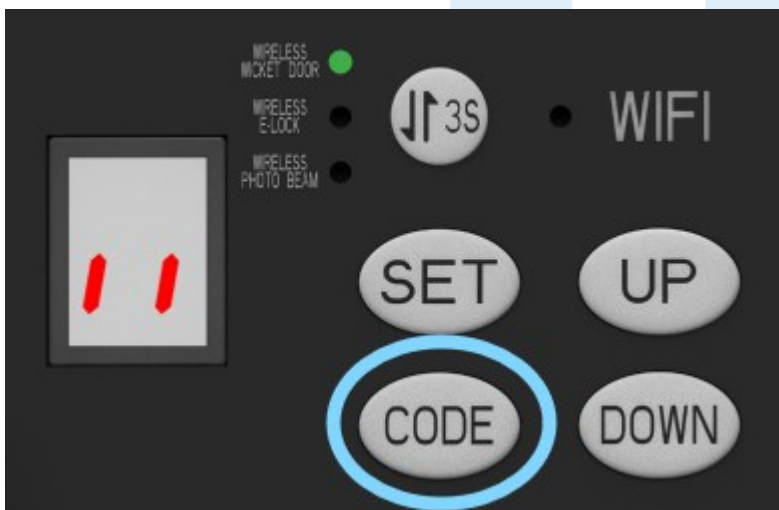 WIRELESS
WICKET DOOR
WIRELESS
E-LOCK
WIRELESS
PHOTO BEAM
3S
WIFI
SET
UP
CODE
DOWN